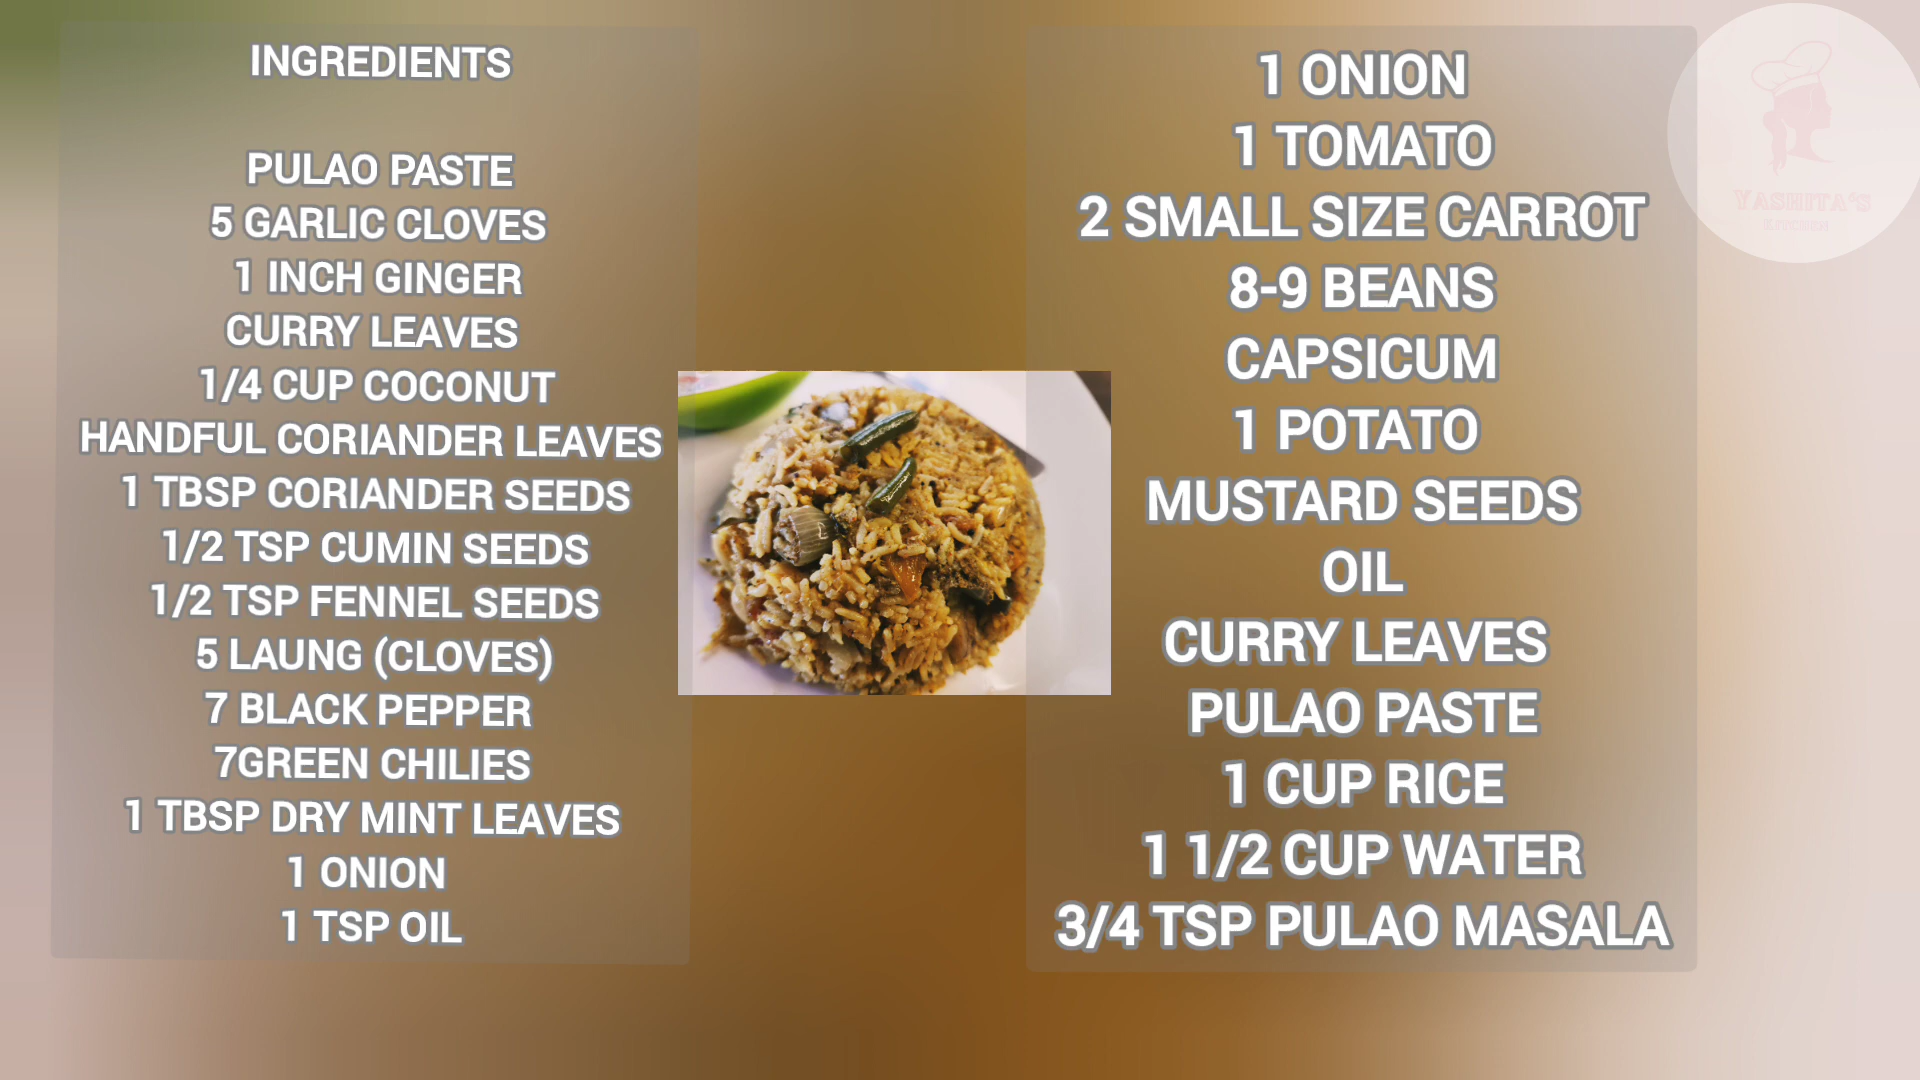 INGREDIENTS
PULAO PASTE
5 GARLIC CLOVES
1 INCH GINGER
CURRY LEAVES
1/4 CUP COCONUT
HANDFUL CORIANDER LEAVES
1 TBSP CORIANDER SEEDS
1/2 TSP CUMIN SEEDS
1/2 TSP FENNEL SEEDS
5 LAUNG (CLOVES)
7 BLACK PEPPER
7GREEN CHILIES
1 TBSP DRY MINT LEAVES
1 ONION
1 TSP OIL
1 ONION
1 TOMATO
2 SMALL SIZE CARROT
8-9 BEANS
CAPSICUM
1 POTATO
MUSTARD SEEDS
OIL
CURRY LEAVES
PULAO PASTE
1 CUP RICE
1 1/2 CUP WATER
3/4 TSP PULAO MASALA
YASHITA'S
KITCHEN